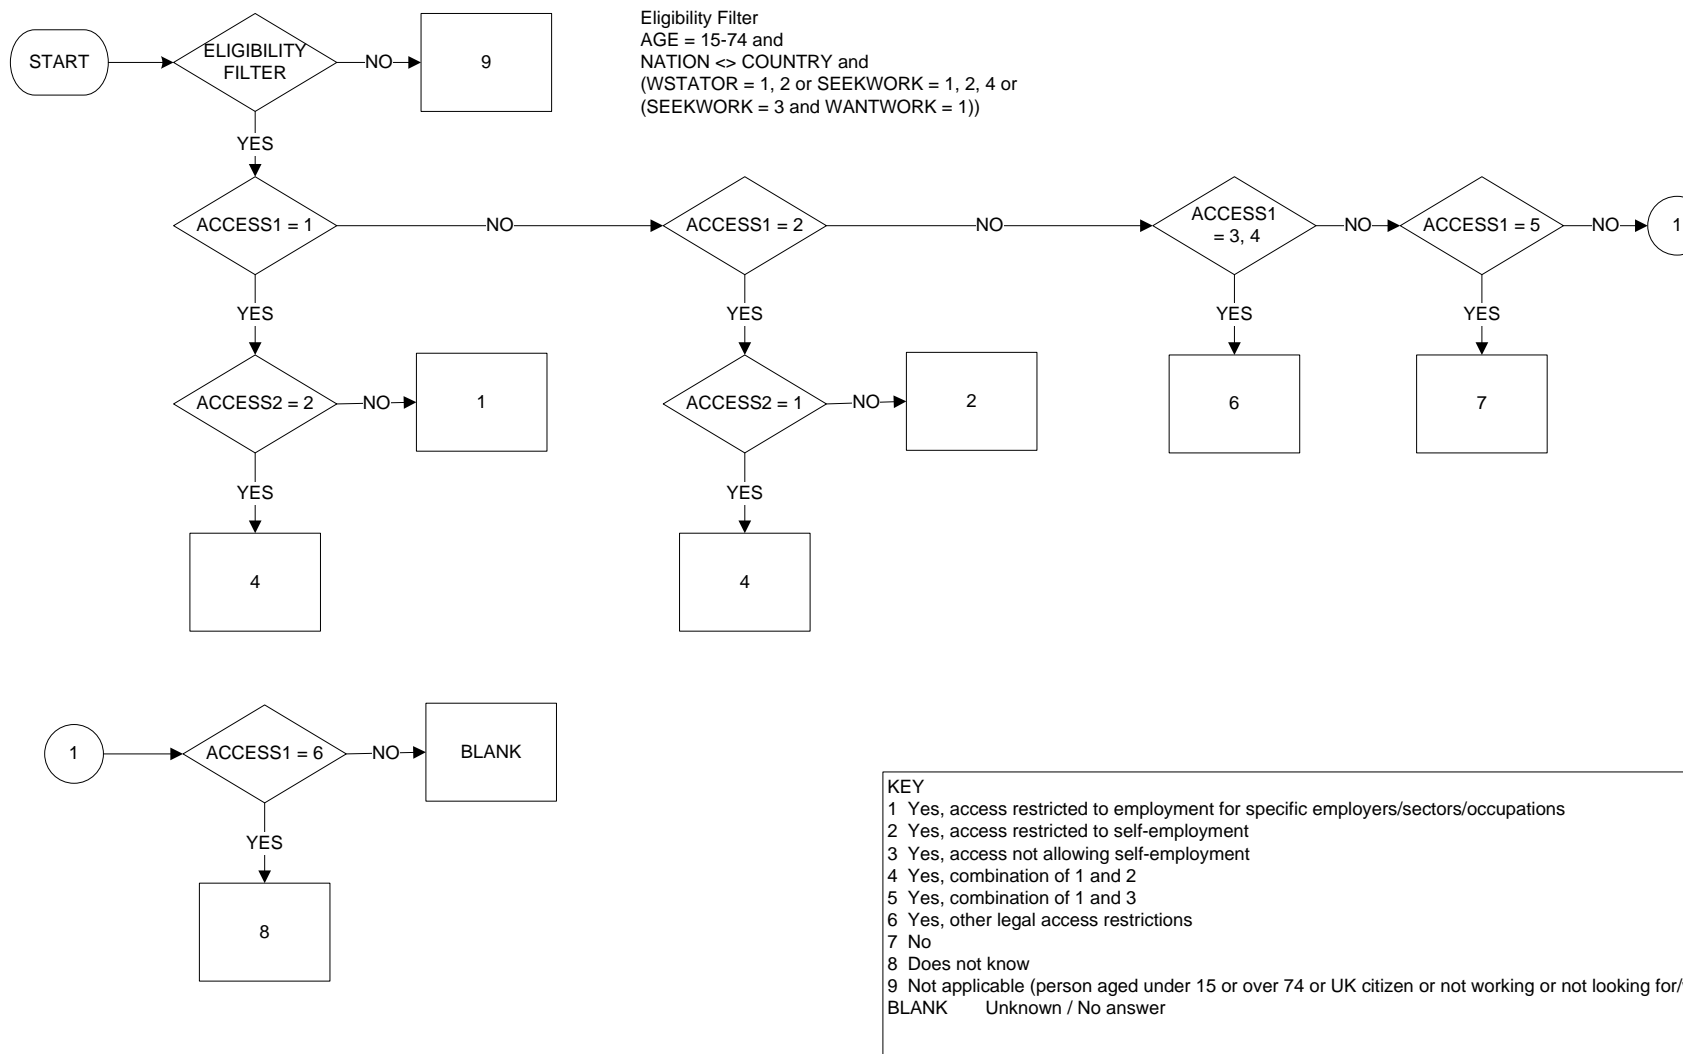 START
ELIGIBILITY
FILTER
NO
9
Eligibility Filter
AGE = 15-74 and
NATION <> COUNTRY and
(WSTATOR = 1, 2 or SEEKWORK = 1, 2, 4 or
(SEEKWORK = 3 and WANTWORK = 1))
YES
ACCESS1 = 1
NO
ACCESS1 = 2
NO
ACCESS1
= 3, 4
NO
ACCESS1 = 5
NO
1
YES
YES
YES
YES
ACCESS2 = 2
NO
1
ACCESS2 = 1
NO
2
6
7
YES
YES
4
4
1
ACCESS1 = 6
NO
BLANK
YES
8
KEY
1 Yes, access restricted to employment for specific employers/sectors/occupations
2 Yes, access restricted to self-employment
3 Yes, access not allowing self-employment
4 Yes, combination of 1 and 2
5 Yes, combination of 1 and 3
6 Yes, other legal access restrictions
7 No
8 Does not know
9 Not applicable (person aged under 15 or over 74 or UK citizen or not working or not looking for/
BLANK Unknown / No answer